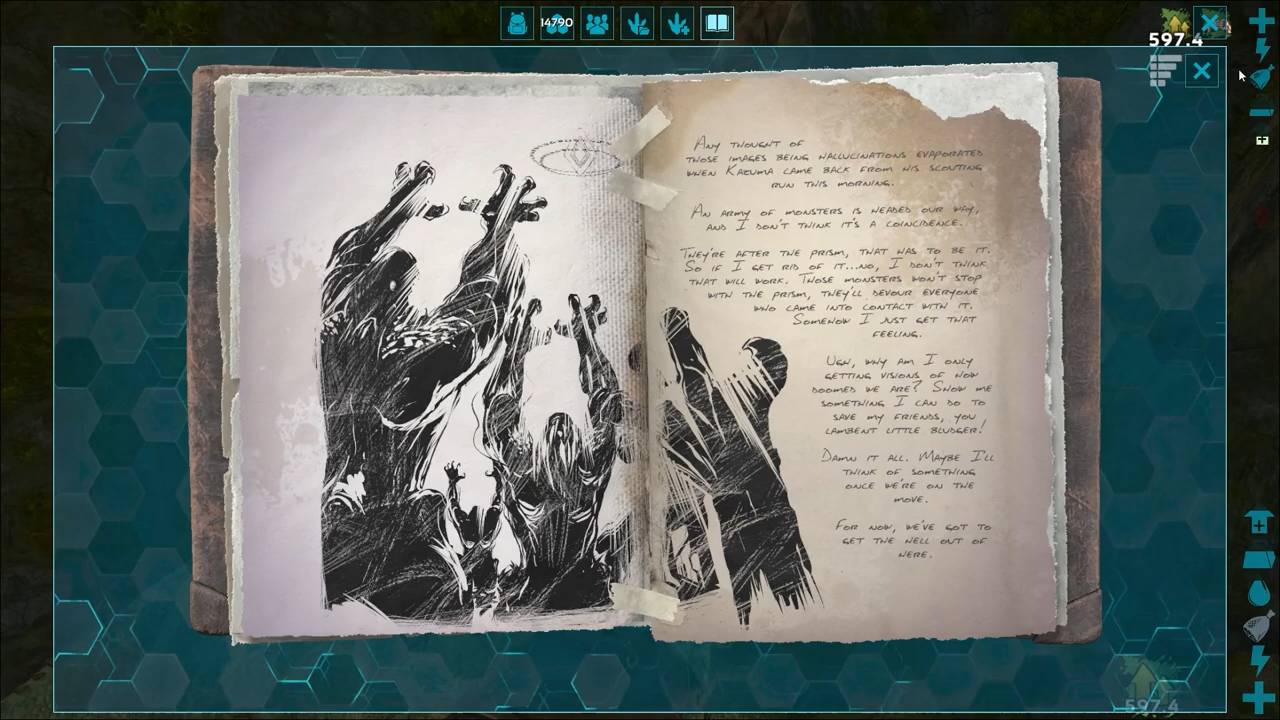 14790
597.4
Any thought of
those images being hallucinations evaporated
when Kazuma came back from his scouting
run this morning.
An army of monsters is headed our way,
and I don't think it's a coincidence.
They're after the prism, that has to be it.
So if I get rid of it...no, I don't think
that will work. Those monsters won't stop
with the prism, they'll devour everyone
who came into contact with it.
Somehow I just get that
feeling.
Ugh, why am I only
getting visions of how
doomed we are? Show me
something I can do to
save my friends, you
lambent little bludger!
Damn it all. Maybe I'll
think of something
once we're on the
move.
For now, we've got to
get the hell out of
here.
597.4